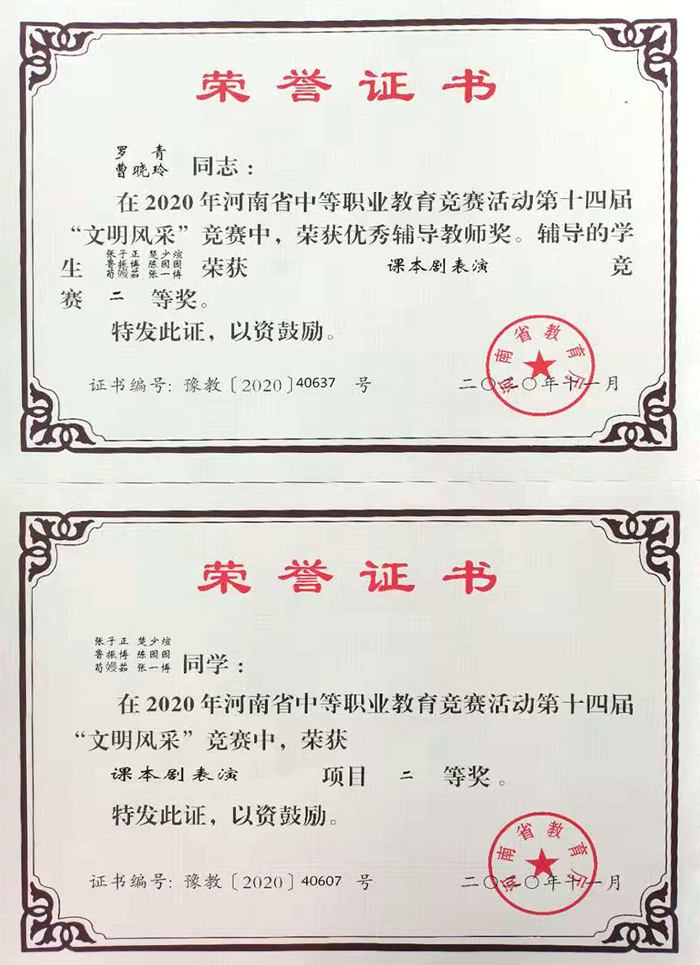 荣誉证书
罗 青
曹晓玲 同志：
在2020年河南省中等职业教育竞赛活动第十四届
“文明风采”竞赛中，荣获优秀辅导教师奖。辅导的学
张子正 楚少煊
鲁振博 陈园园
生 荣获 课本剧表演 竞
荀嫚茹 张一博
赛 二 等奖。
特发此证，以资鼓励。
河南省教育厅
证书编号：豫教〔2020〕40637 号 二〇二〇年十一月
荣誉证书
张子正 楚少煊
鲁振博 陈园园
荀嫚茹 张一博 同学：
在2020年河南省中等职业教育竞赛活动第十四届
“文明风采”竞赛中，荣获
课本剧表演 项目 二 等奖。
特发此证，以资鼓励。
河南省教育厅
证书编号：豫教〔2020〕40607 号 二〇二〇年十一月